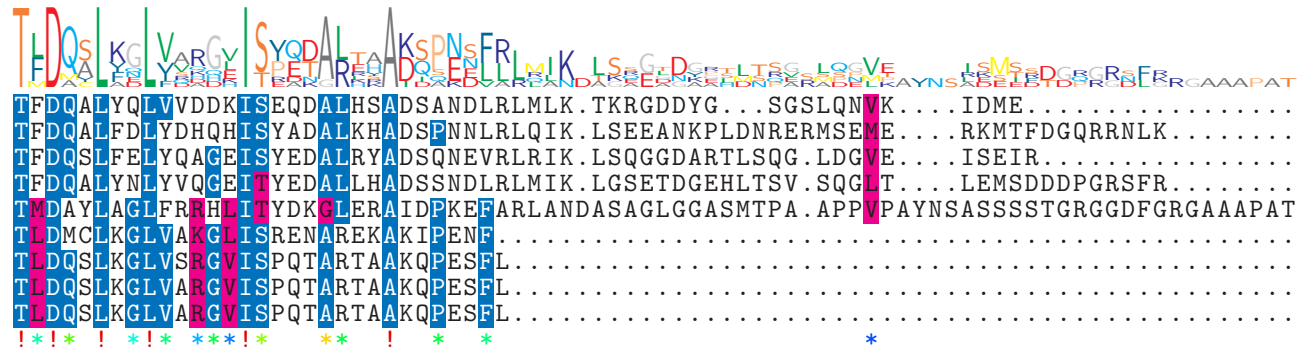 TFDQALYQLVVDDKISEQDALHSADSANDLRLMLK.TKRGDDYG...SGSLQNVK....IDME.................
TFDQALFDLYDHQHISYADALKHADSPNNLRLQIK.LSEEANKPLDNRERMSEME....RKMTFDGQRRNLK........
TFDQSLFELYQAGEISYEDALRYADSQNEVRLRIK.LSQGGDARTLSQG.LDGVE....ISEIR................
TFDQALYNLYVQGEITYEDALLHADSSNDLRLMIK.LGSETDGEHLTSV.SQGLT....LEMSDDDPGRSFR........
TMDAYLAGLFRRHLITYDKGLERAIDPKEFARLANDASAGLGGASMTPA.APPVPAYNSASSSSTGRGGDFGRGAAAPAT
TLDMCLKGLVAKGLISRENAREKAKIPENF..................................................
TLDQSLKGLVSRGVISPQTARTAAKQPESFL.................................................
TLDQSLKGLVARGVISPQTARTAAKQPESFL.................................................
TLDQSLKGLVARGVISPQTARTAAKQPESFL.................................................
!*!* ! *!* ****!* ** ! * * *